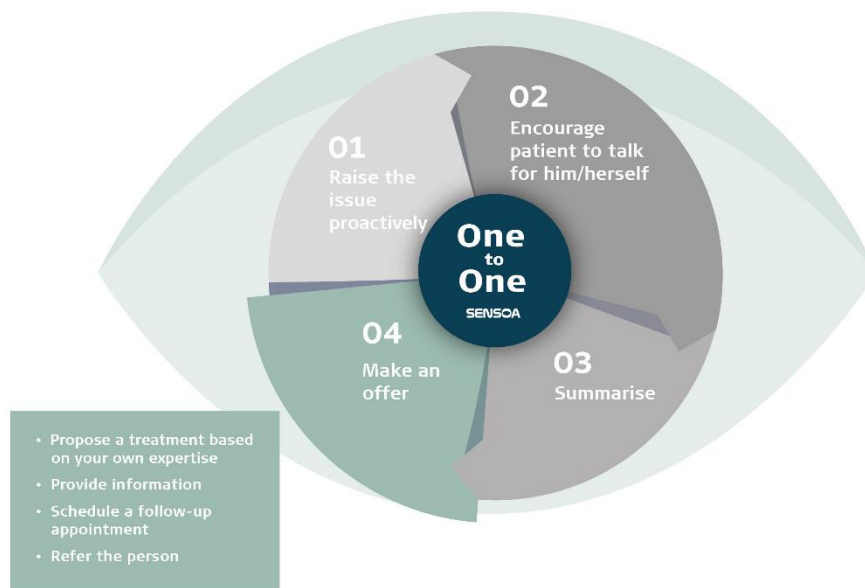 01
Raise the
issue
proactively
02
Encourage
patient to talk
for him/herself
One
to
One
SENSOA
03
Summarise
04
Make an
offer
• Propose a treatment based
on your own expertise
• Provide information
• Schedule a follow-up
appointment
• Refer the person